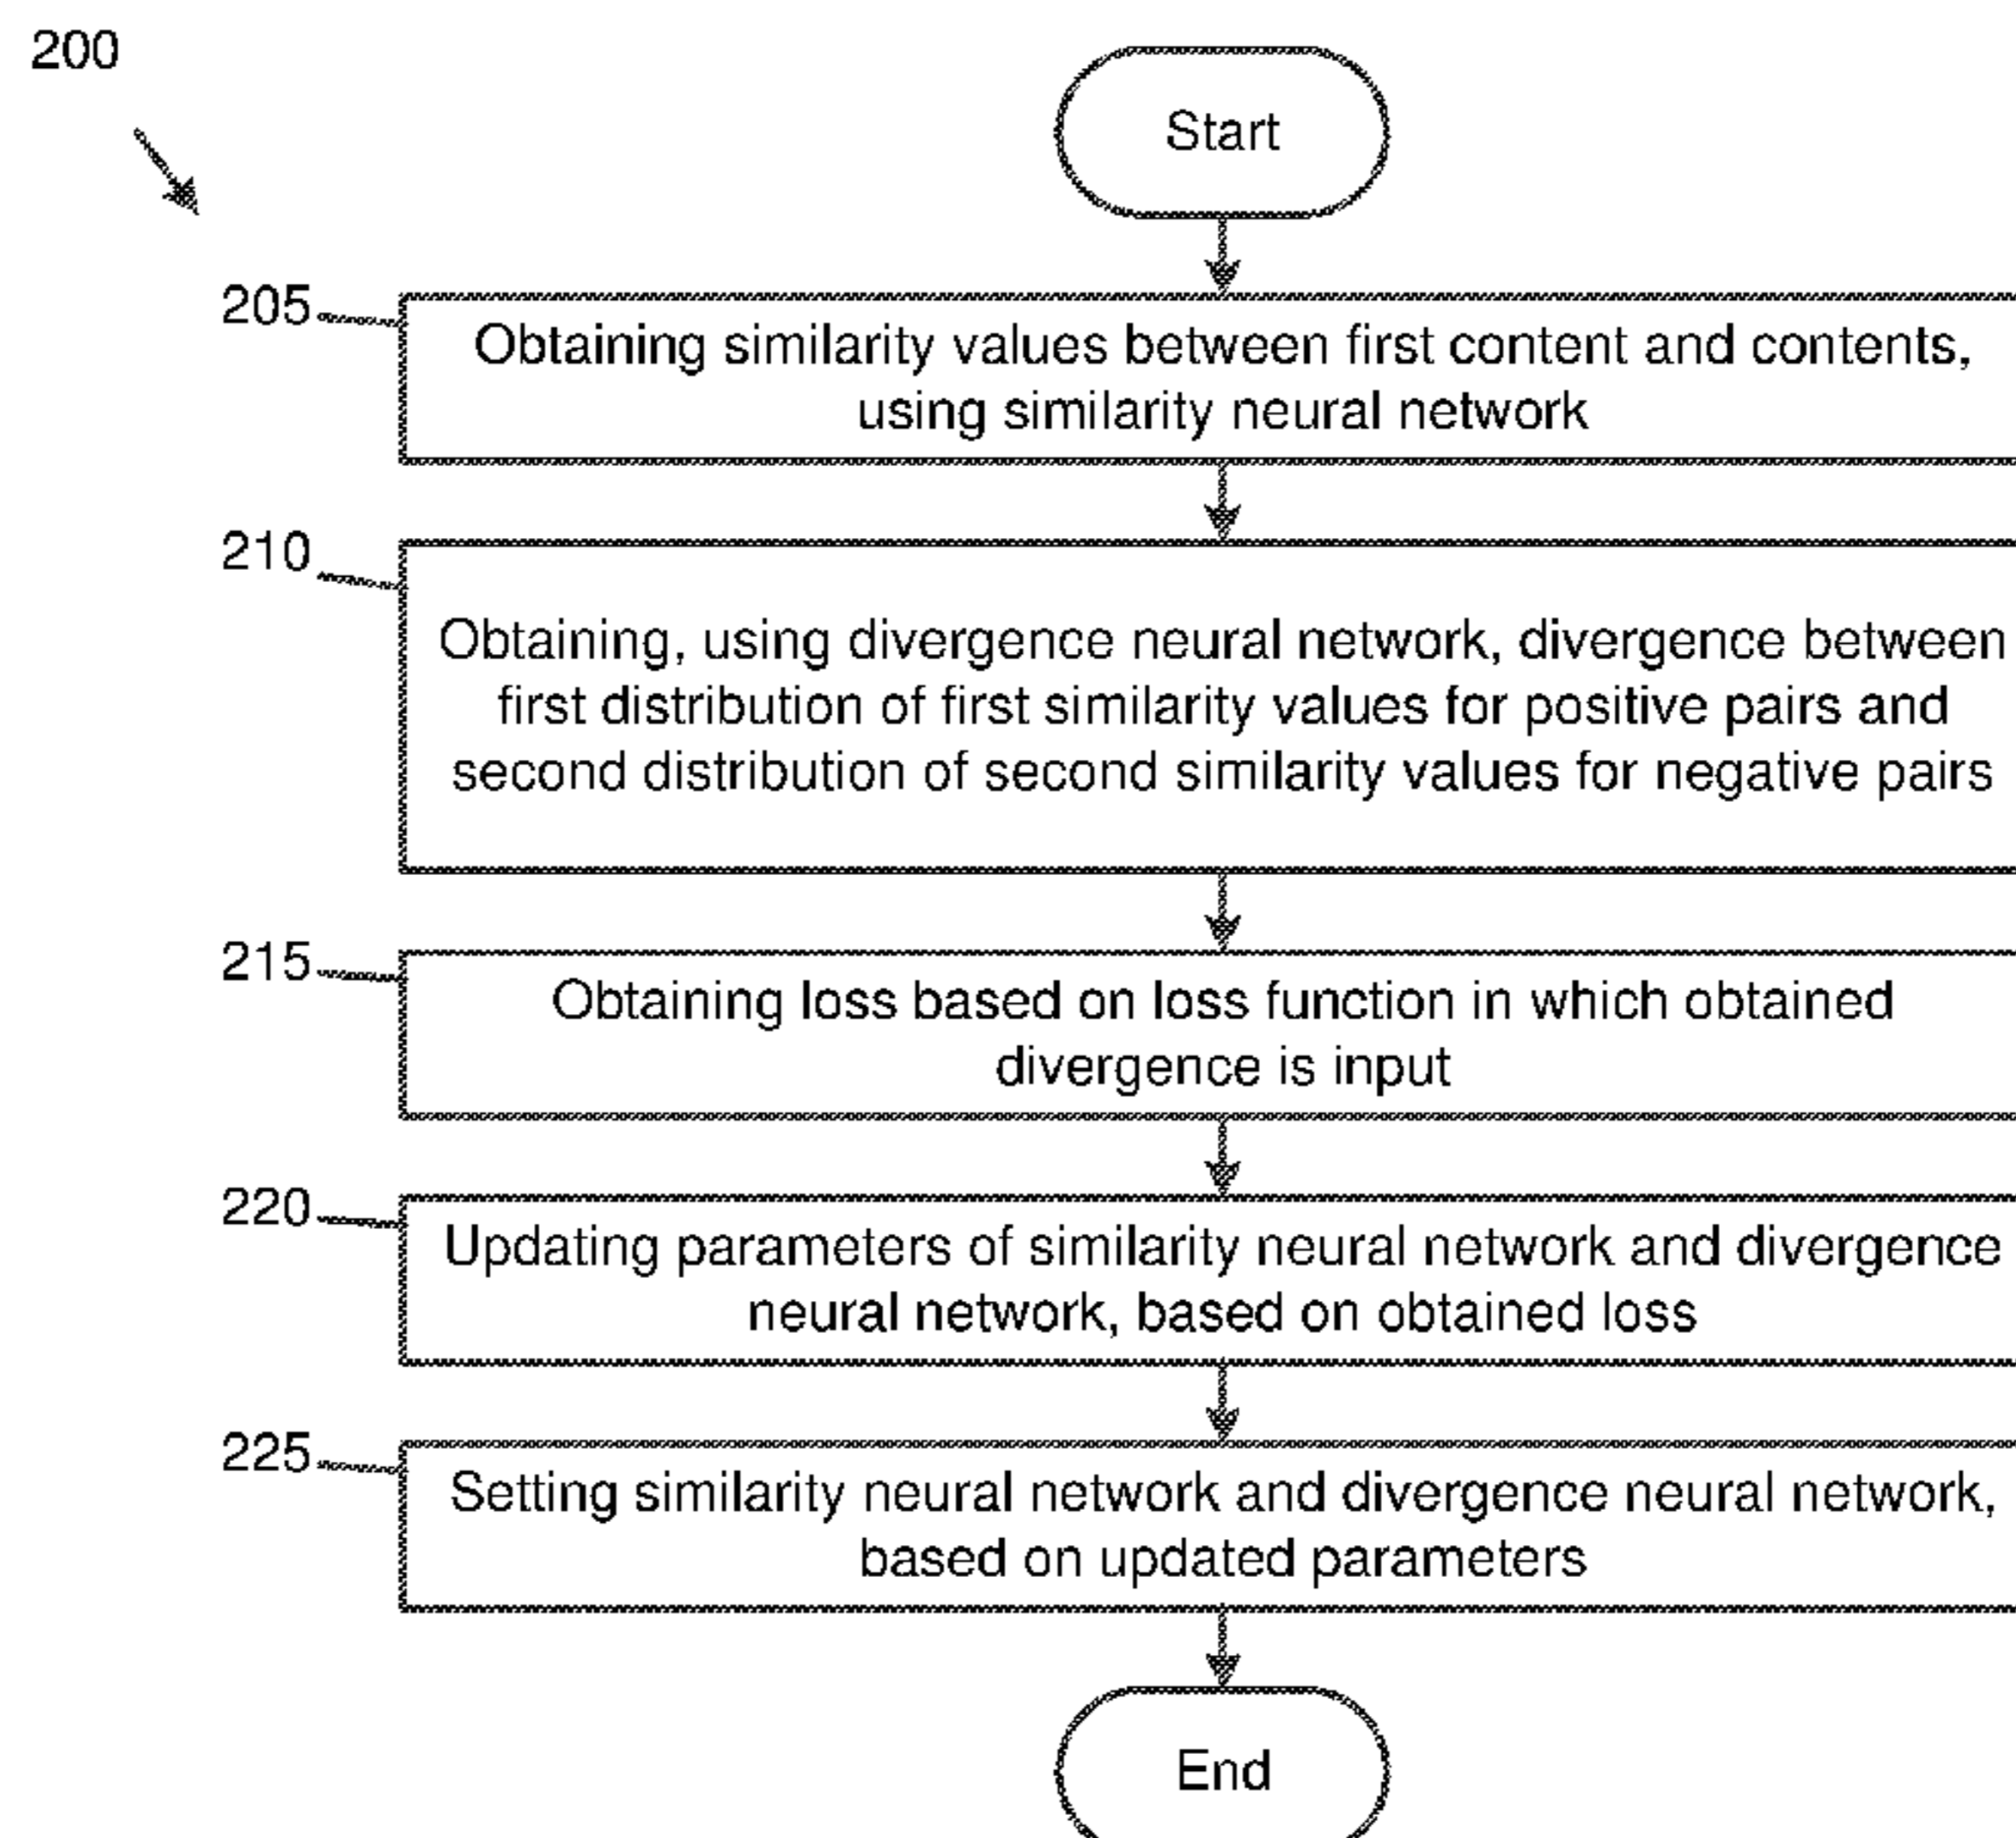 200
Start
205
Obtaining similarity values between first content and contents,
using similarity neural network
210
Obtaining, using divergence neural network, divergence between
first distribution of first similarity values for positive pairs and
second distribution of second similarity values for negative pairs
215
Obtaining loss based on loss function in which obtained
divergence is input
220
Updating parameters of similarity neural network and divergence
neural network, based on obtained loss
225
Setting similarity neural network and divergence neural network,
based on updated parameters
End